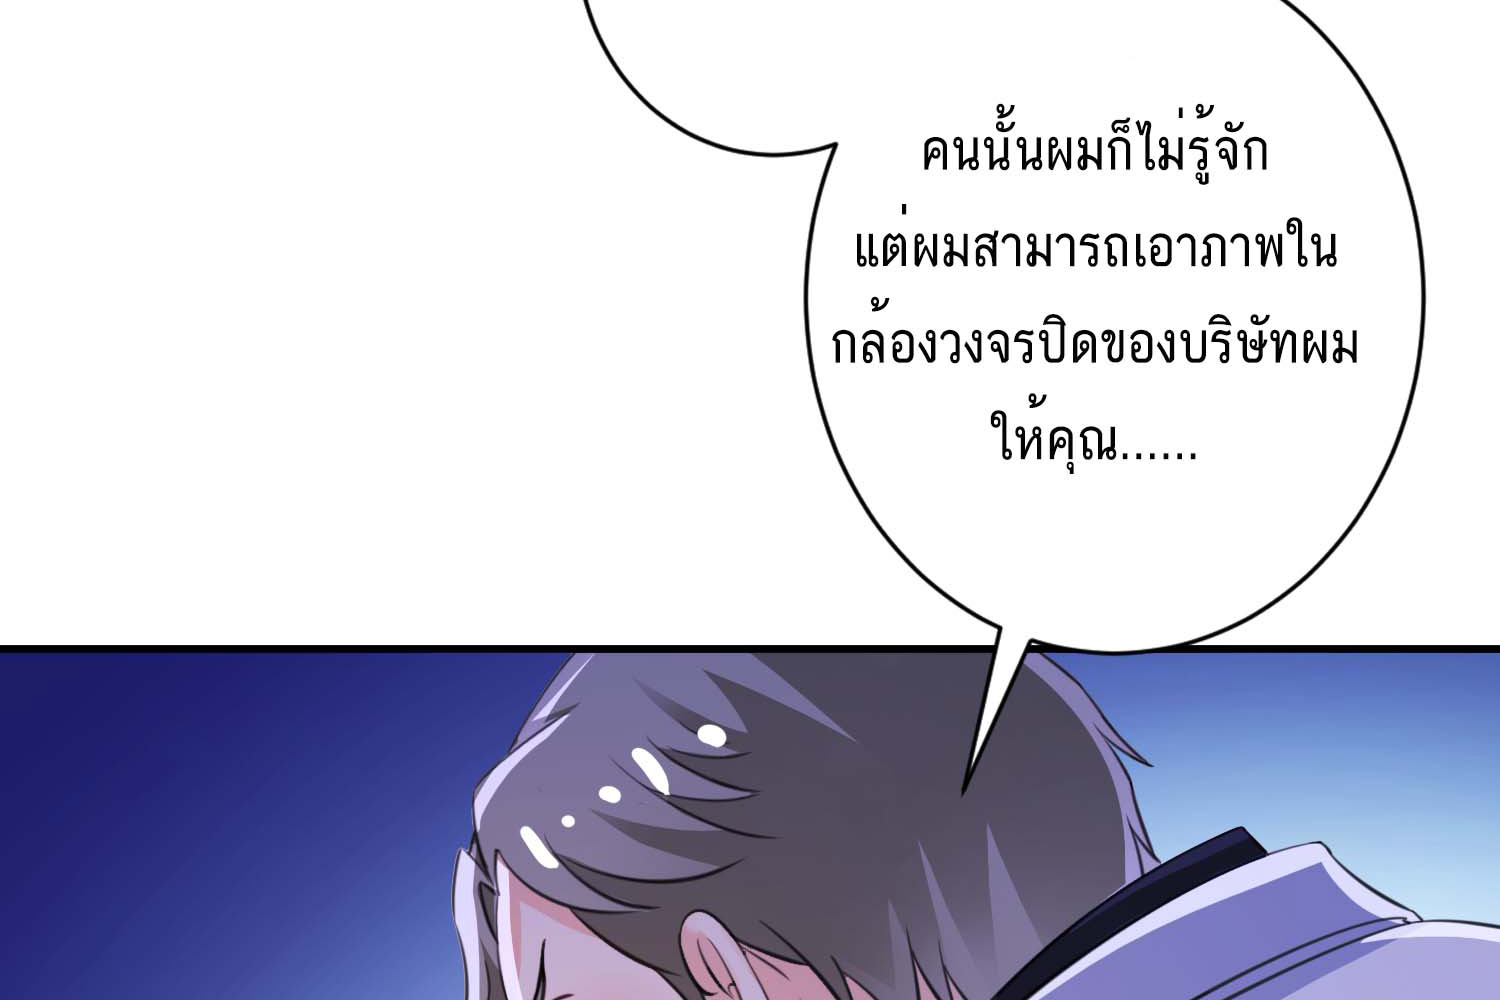 คนนั้นผมก็ไม่รู้จัก
แต่ผมสามารถเอาภาพใน
กล้องวงจรปิดของบริษัทผม
ให้คุณ......